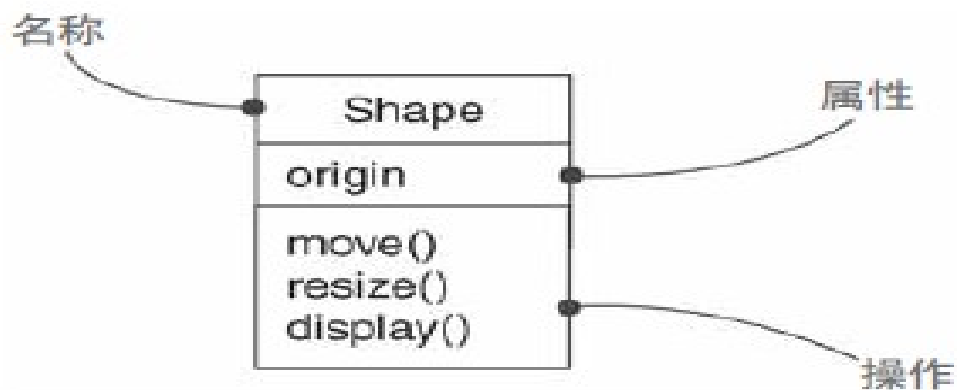 名称
Shape
属性
origin
move()
resize()
display()
操作